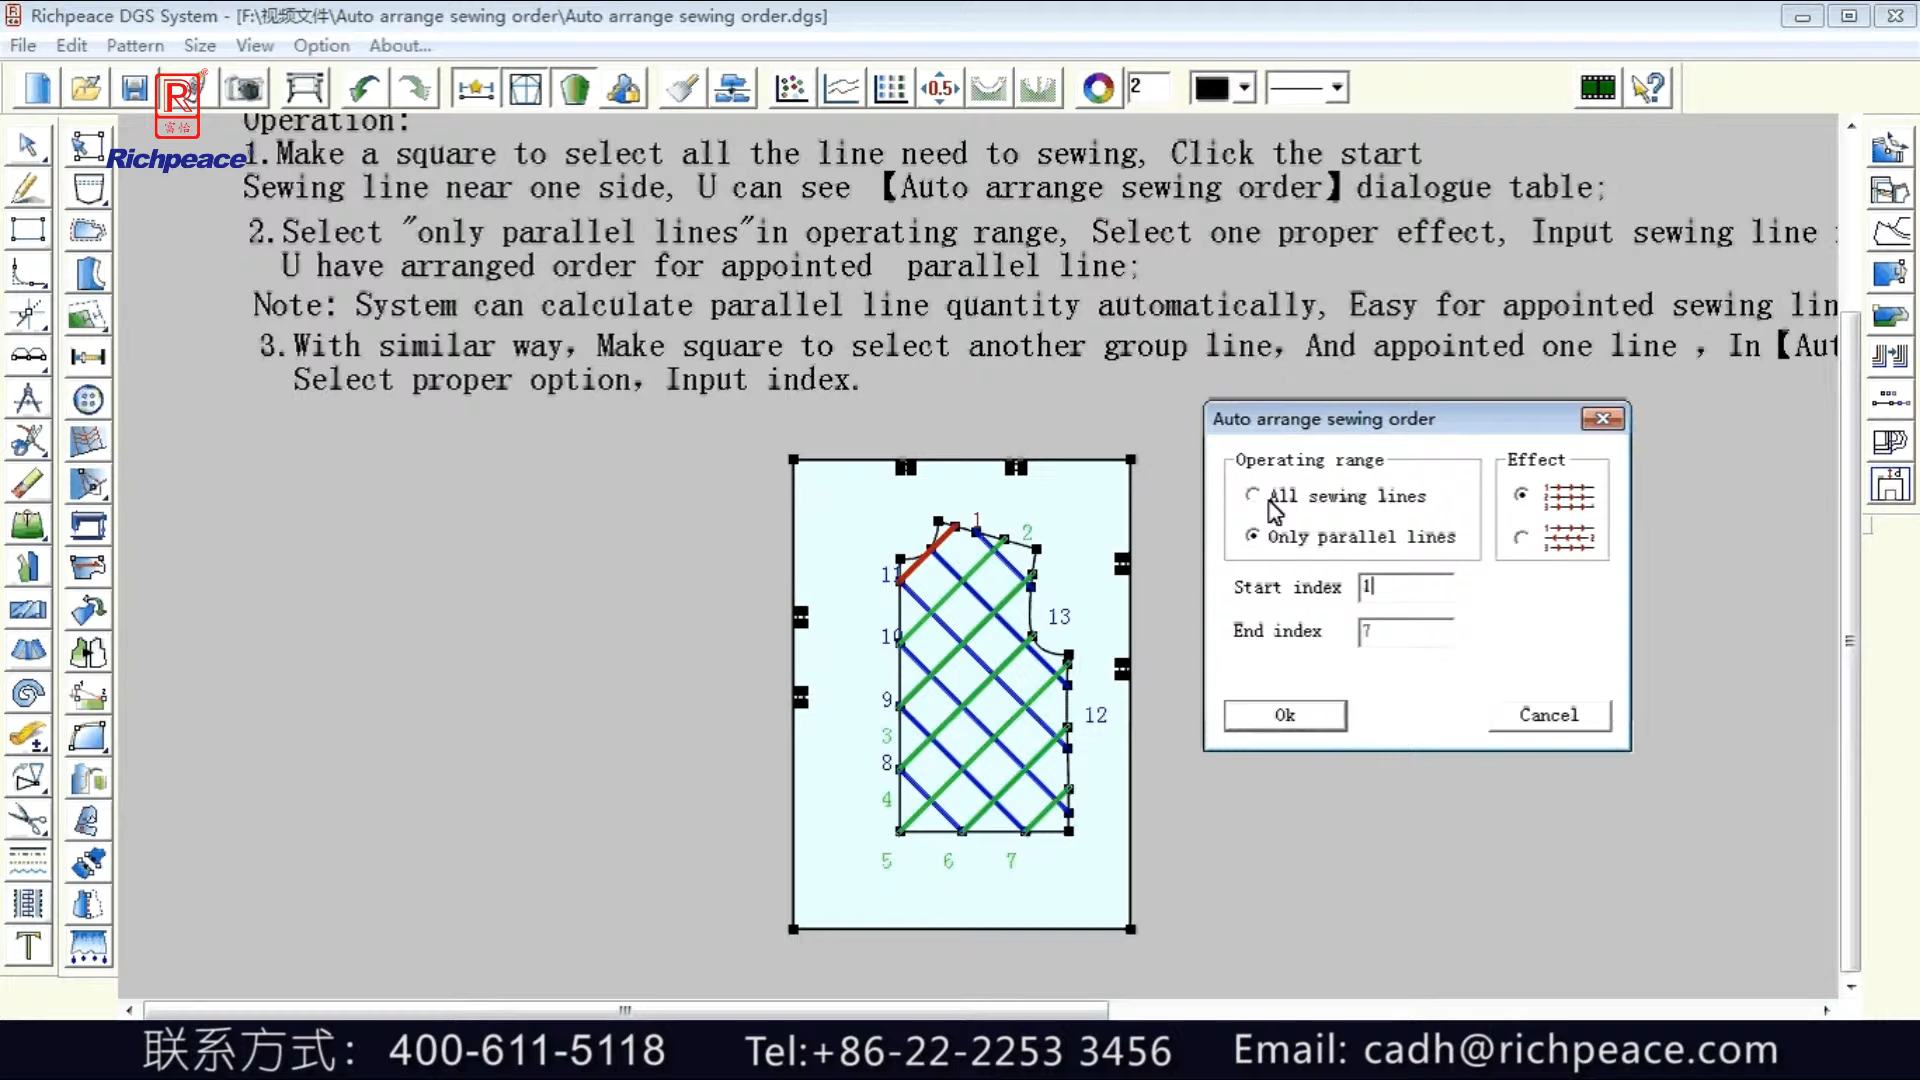 Richpeace DGS System - [F:\视频文件\Auto arrange sewing order\Auto arrange sewing order.dgs]
File Edit Pattern Size View Option About...
0.5
2
R
富怡
Richpeace
Operation:
1.Make a square to select all the line need to sewing, Click the start
Sewing line near one side, U can see 【Auto arrange sewing order】dialogue table;
2.Select "only parallel lines"in operating range, Select one proper effect, Input sewing line
U have arranged order for appointed parallel line;
Note: System can calculate parallel line quantity automatically, Easy for appointed sewing lin
3.With similar way, Make square to select another group line, And appointed one line , In【Aut
Select proper option, Input index.
Auto arrange sewing order
Operating range
All sewing lines
Only parallel lines
Effect
Start index 1
End index 7
Ok
Cancel
1
2
11
13
10
9
12
3
8
4
5 6 7
联系方式: 400-611-5118 Tel:+86-22-2253 3456 Email: cadh@richpeace.com